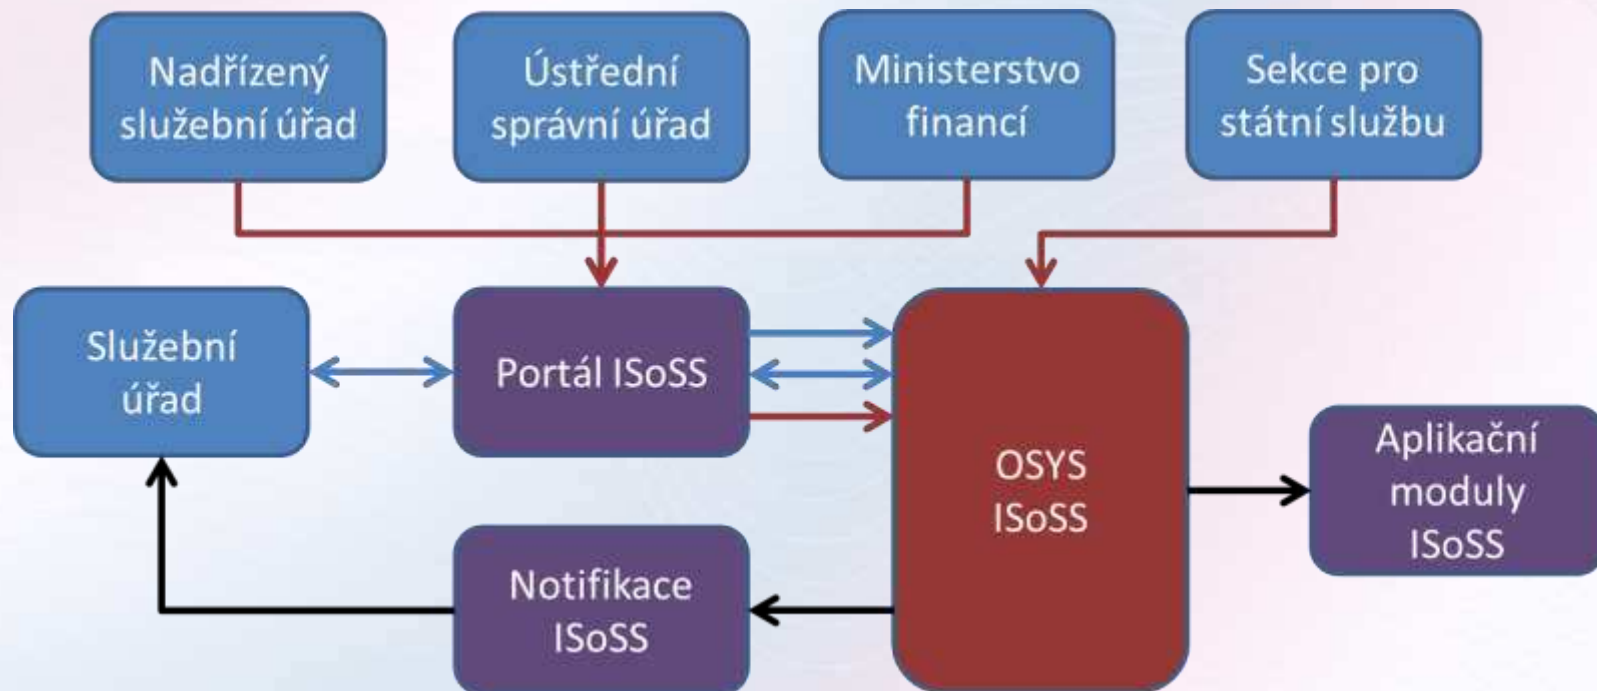 Nadřízený
služební úřad
Ústřední
správní úřad
Ministerstvo
financí
Sekce pro
státní službu
Služební
úřad
Portál ISoSS
OSYS
ISoSS
Aplikační
moduly
ISoSS
Notifikace
ISoSS